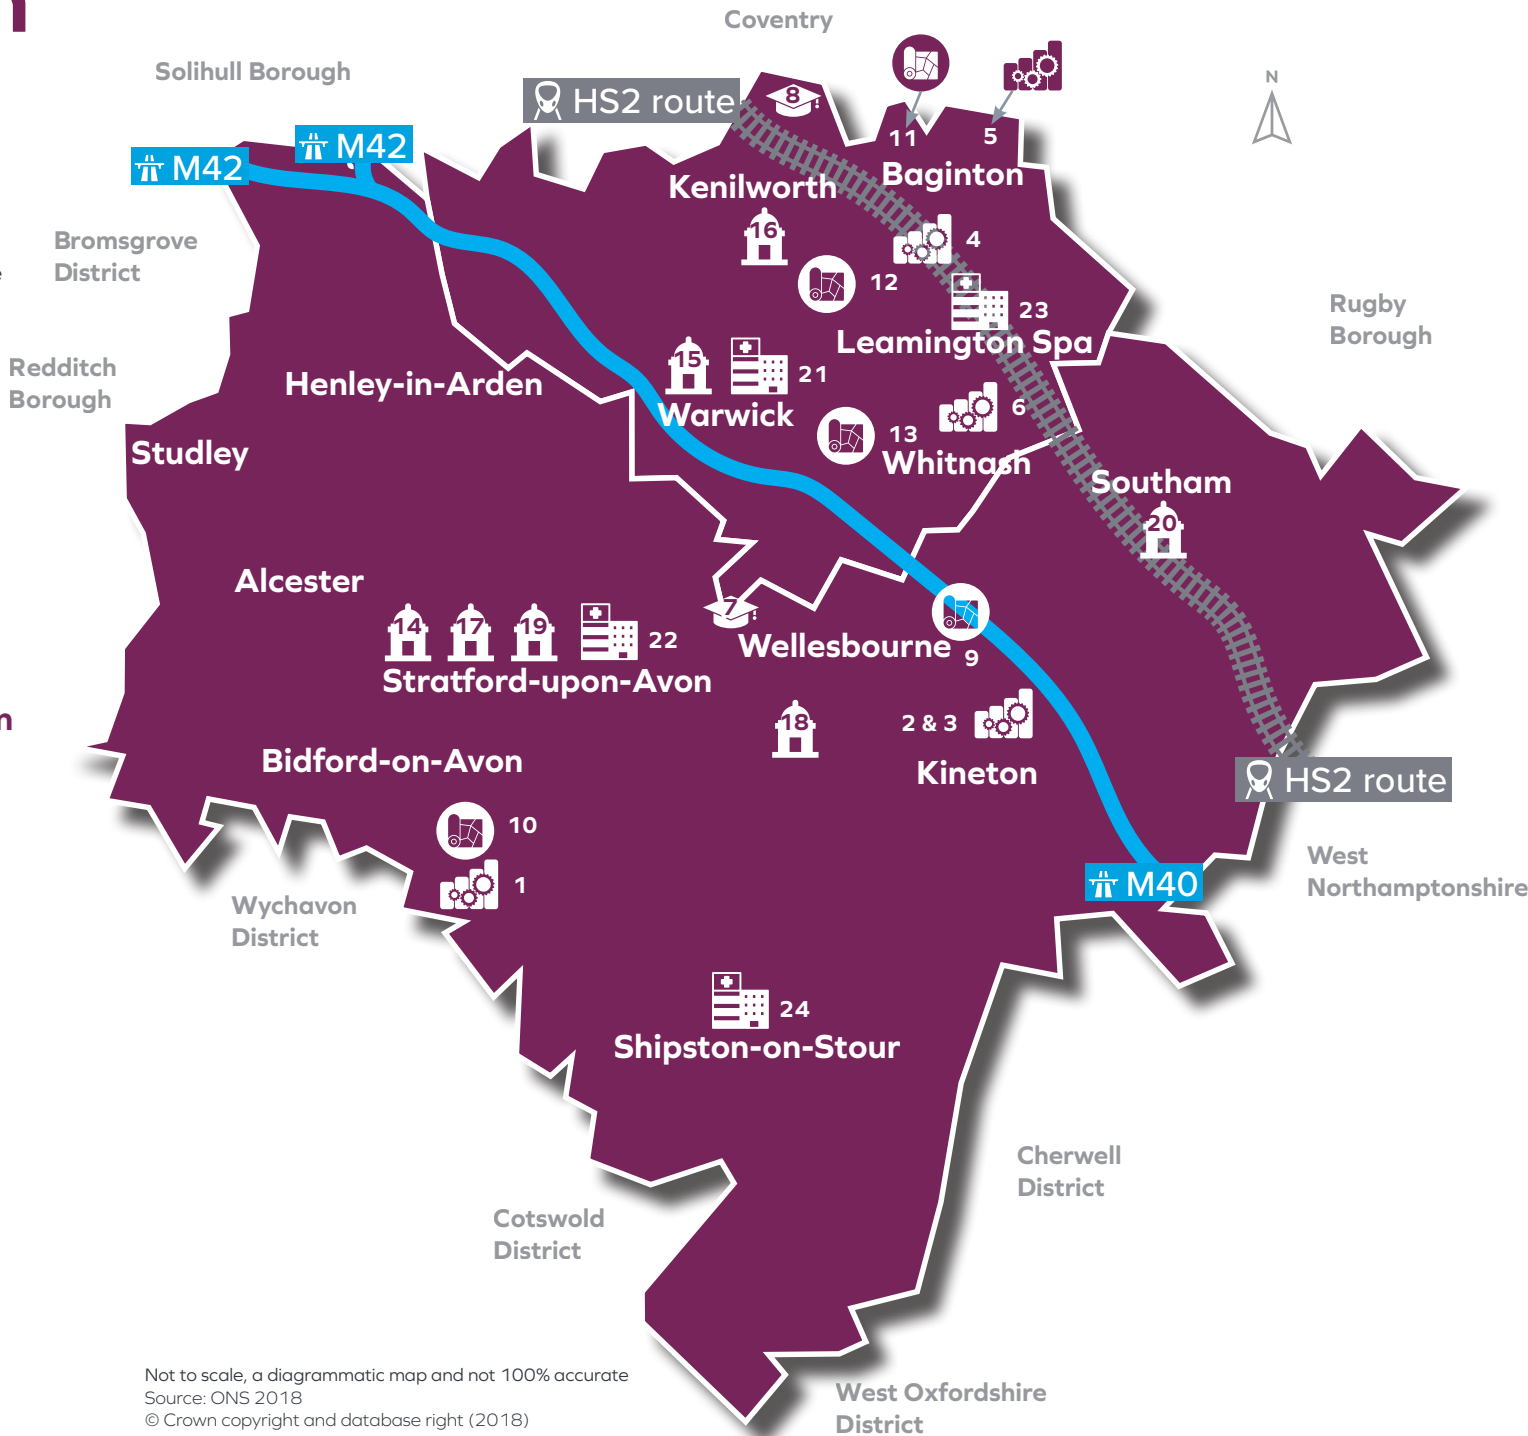 Coventry
Solihull Borough
HS2 route
8
N
M42
M42
11
5
Baginton
Kenilworth
16
4
Bromsgrove
District
12
23
Rugby
Borough
Leamington Spa
Redditch
Borough
Henley-in-Arden
15
21
Warwick
6
13
Whitnash
Studley
Southam
20
Alcester
14
17
19
22
7
Wellesbourne
9
Stratford-upon-Avon
18
2 & 3
Kineton
Bidford-on-Avon
HS2 route
10
1
M40
West
Northamptonshire
Wychavon
District
24
Shipston-on-Stour
Cherwell
District
Cotswold
District
Not to scale, a diagrammatic map and not 100% accurate
Source: ONS 2018
© Crown copyright and database right (2018)
West Oxfordshire
District